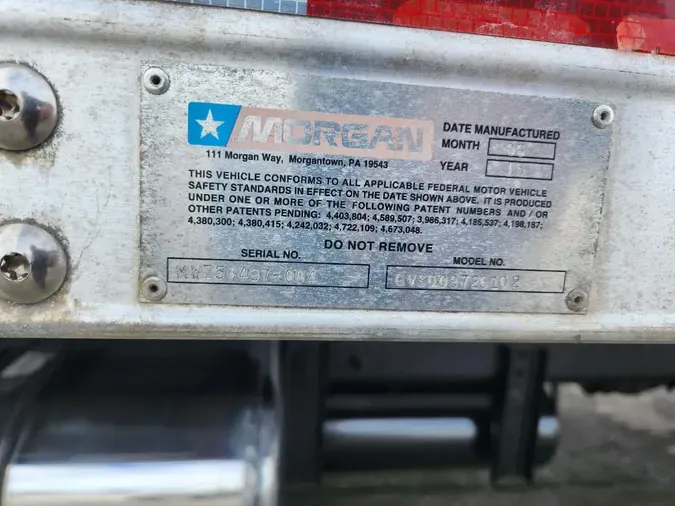 MORGAN
111 Morgan Way, Morgantown, PA 19543
DATE MANUFACTURED
MONTH
YEAR
THIS VEHICLE CONFORMS TO ALL APPLICABLE FEDERAL MOTOR VEHICLE
SAFETY STANDARDS IN EFFECT ON THE DATE SHOWN ABOVE. IT IS PRODUCED
UNDER ONE OR MORE OF THE FOLLOWING PATENT NUMBERS AND / OR
OTHER PATENTS PENDING: 4,403,804; 4,589,507; 3,966,317; 4,186,537; 4,198,187;
4,380,300; 4,380,415; 4,242,032; 4,722,109; 4,673,048.
DO NOT REMOVE
SERIAL NO.
MODEL NO.